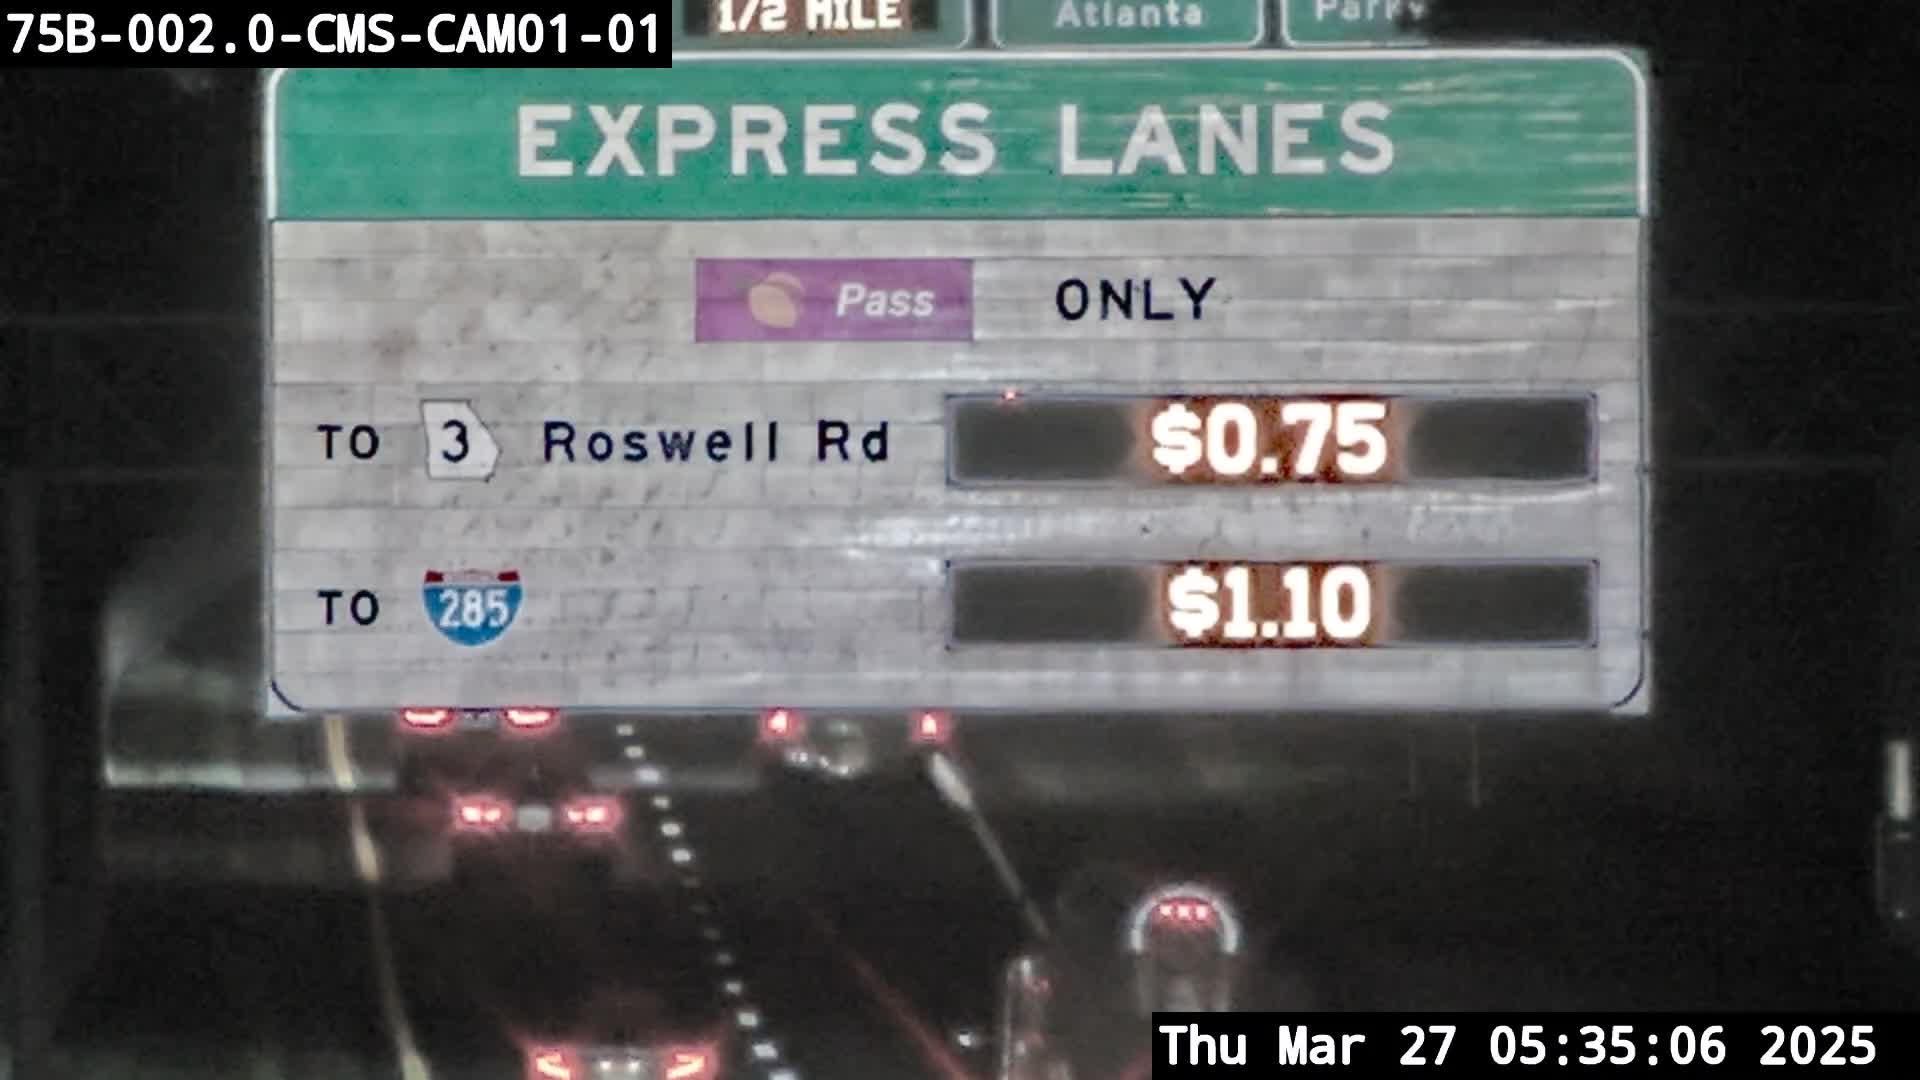 75B-002.0-CMS-CAM01-01
1/2 MILE
Atlanta
EXPRESS LANES
Pass ONLY
TO 3 Roswell Rd $0.75
TO 285 $1.10
Thu Mar 27 05:35:06 2025